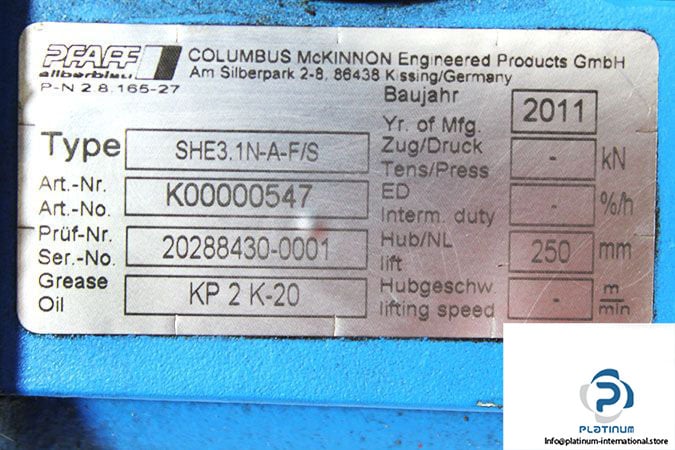 PFAFF
silberblau
P-N 2.8.165-27
COLUMBUS McKINNON Engineered Products GmbH
Am Silberpark 2-8, 86438 Kissing/Germany
Type SHE3.1N-A-F/S
Art.-Nr.
Art.-No. K00000547
Prüf-Nr.
Ser.-No. 20288430-0001
Grease
Oil KP 2 K-20
Baujahr
Yr. of Mfg. 2011
Zug/Druck
Tens/Press - kN
ED
Interm. duty - %/h
Hub/NL
lift 250 mm
Hubgeschw.
lifting speed - m/min
PLATINUM
Info@platinum-international.store